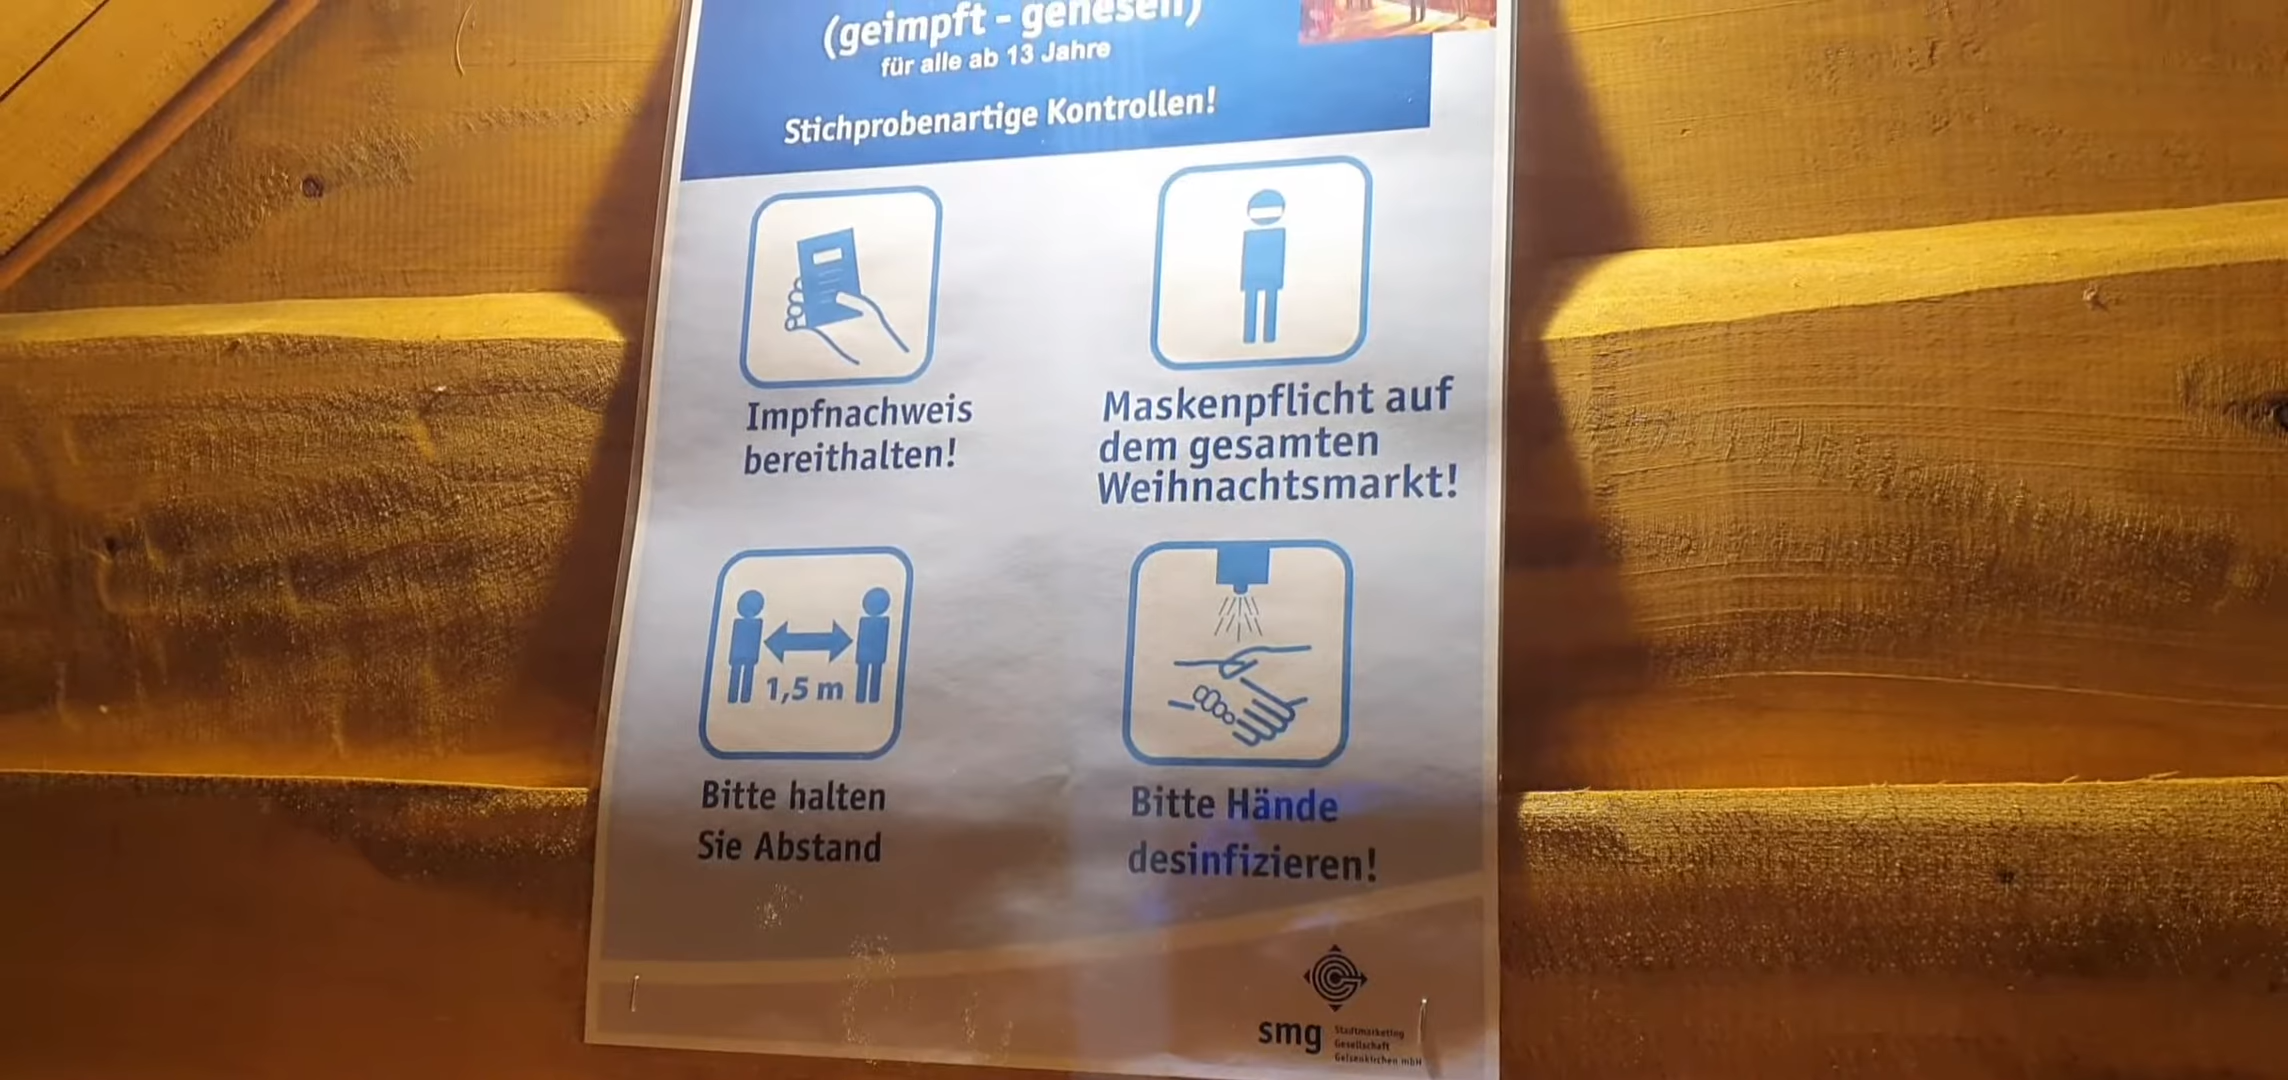 (geimpft - genesen)
für alle ab 13 Jahre
Stichprobenartige Kontrollen!
Impfnachweis
bereithalten!
Maskenpflicht auf
dem gesamten
Weihnachtsmarkt!
1,5 m
Bitte halten
Sie Abstand
Bitte Hände
desinfizieren!
smg
Stadtmarketing
Gesellschaft
Gelsenkirchen mbH